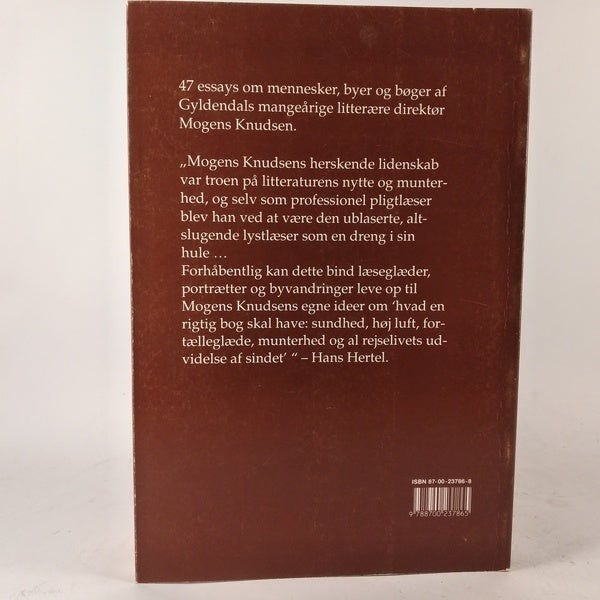 47 essays om mennesker, byer og bøger af
Gyldendals mangeårige litterære direktør
Mogens Knudsen.
„Mogens Knudsens herskende lidenskab
var troen på litteraturens nytte og munter-
hed, og selv som professionel pligtlæser
blev han ved at være den ublaserte, alt-
slugende lystlæser som en dreng i sin
hule ...
Forhåbentlig kan dette bind læseglæder,
portrætter og byvandringer leve op til
Mogens Knudsens egne ideer om ‘hvad en
rigtig bog skal have: sundhed, høj luft, for-
tælleglæde, munterhed og al rejselivets ud-
videlse af sindet’ “ – Hans Hertel.
ISBN 87-00-23786-8
9 788700 237865